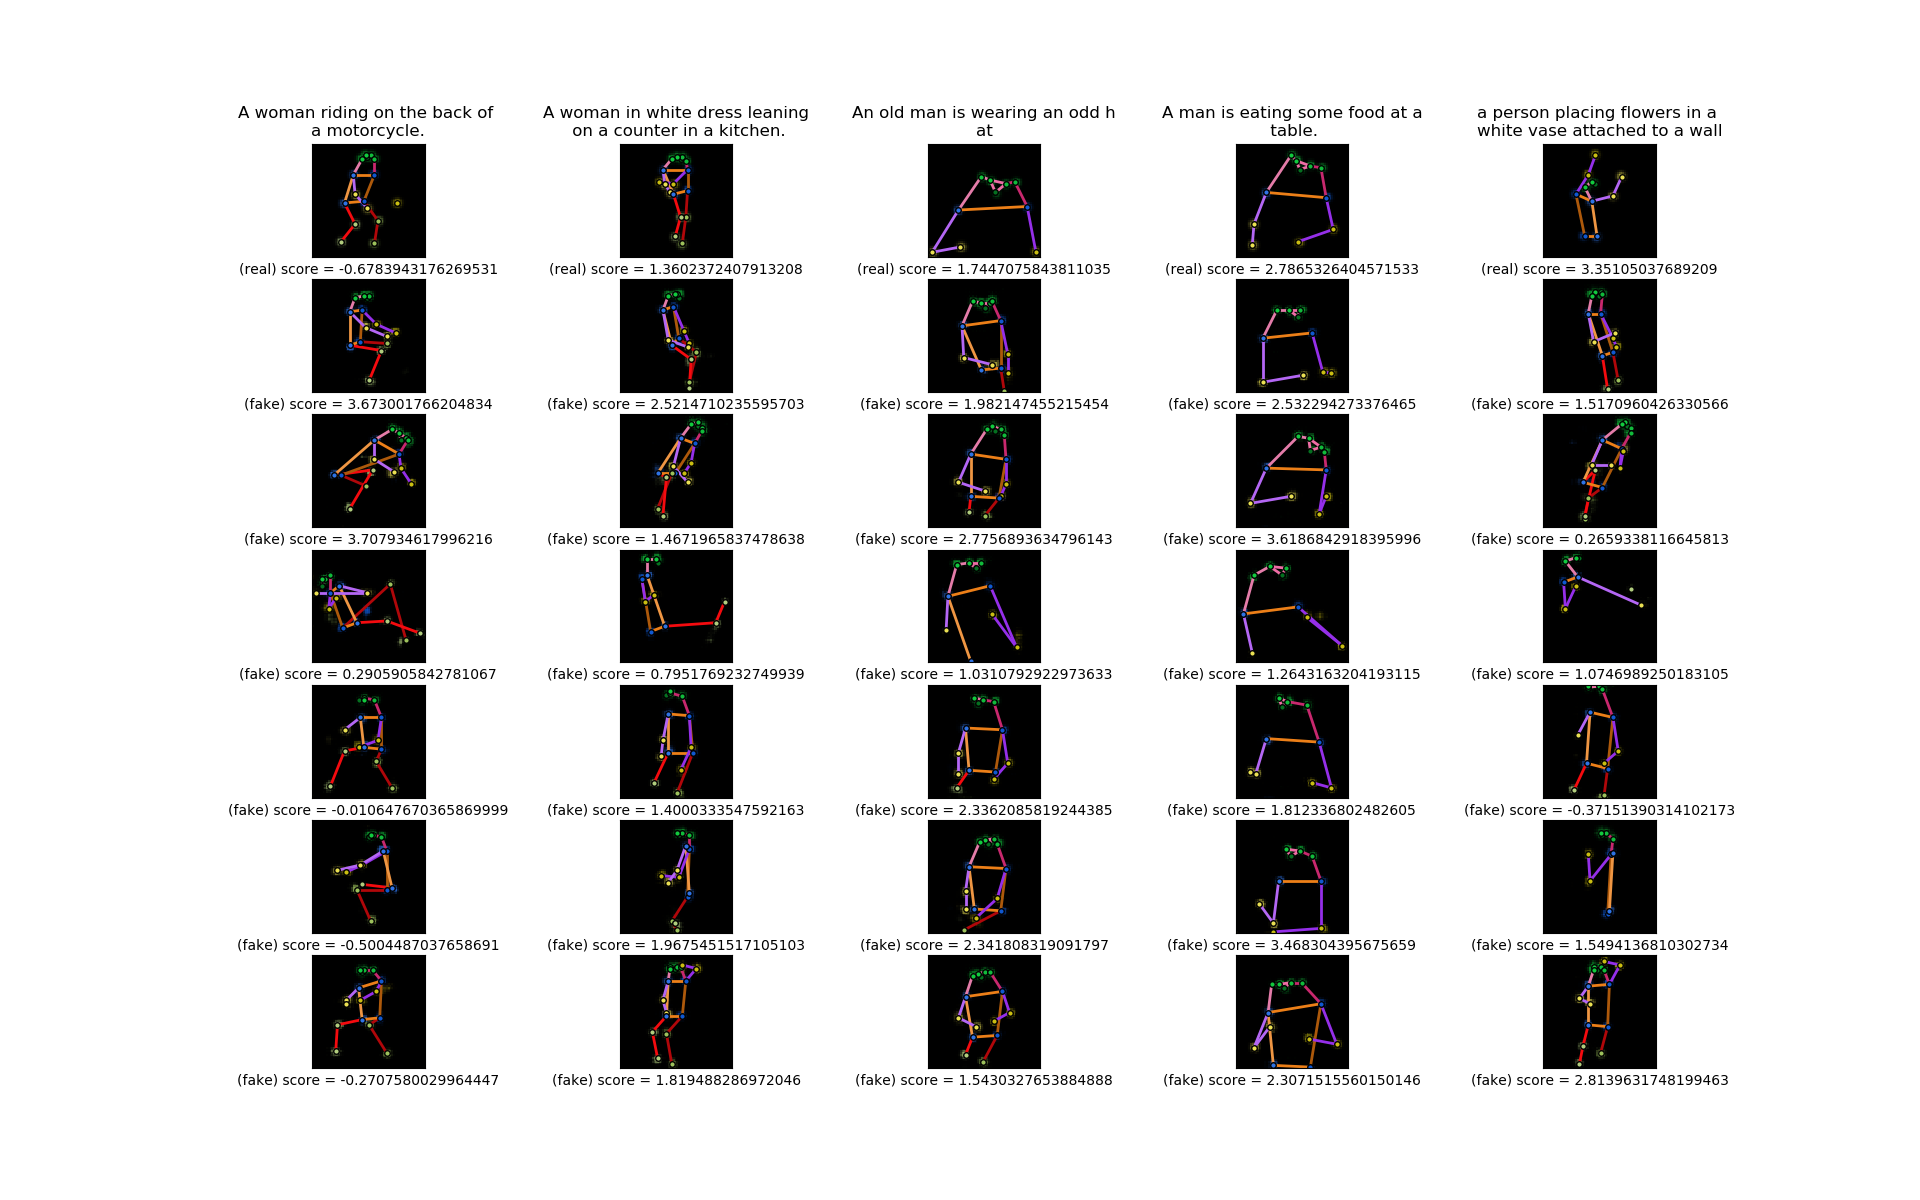 A woman riding on the back of
a motorcycle.
A woman in white dress leaning
on a counter in a kitchen.
An old man is wearing an odd h
at
A man is eating some food at a
table.
a person placing flowers in a
white vase attached to a wall
(real) score = -0.6783943176269531
(real) score = 1.3602372407913208
(real) score = 1.7447075843811035
(real) score = 2.7865326404571533
(real) score = 3.35105037689209
(fake) score = 3.673001766204834
(fake) score = 2.5214710235595703
(fake) score = 1.982147455215454
(fake) score = 2.532294273376465
(fake) score = 1.5170960426330566
(fake) score = 3.707934617996216
(fake) score = 1.4671965837478638
(fake) score = 2.7756893634796143
(fake) score = 3.6186842918395996
(fake) score = 0.2659338116645813
(fake) score = 0.2905905842781067
(fake) score = 0.7951769232749939
(fake) score = 1.0310792922973633
(fake) score = 1.2643163204193115
(fake) score = 1.0746989250183105
(fake) score = -0.010647670365869999
(fake) score = 1.4000333547592163
(fake) score = 2.3362085819244385
(fake) score = 1.812336802482605
(fake) score = -0.37151390314102173
(fake) score = -0.5004487037658691
(fake) score = 1.9675451517105103
(fake) score = 2.341808319091797
(fake) score = 3.468304395675659
(fake) score = 1.5494136810302734
(fake) score = -0.2707580029964447
(fake) score = 1.819488286972046
(fake) score = 1.5430327653884888
(fake) score = 2.3071515560150146
(fake) score = 2.8139631748199463